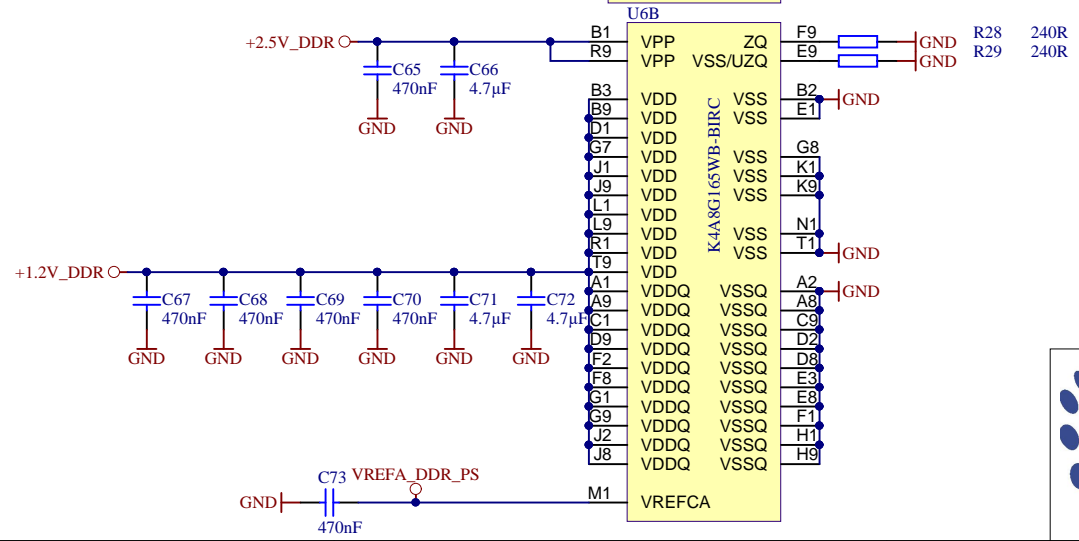 U6B
+2.5V_DDR
B1 VPP ZQ F9 GND R28 240R
R9 VPP VSS/UZQ E9 GND R29 240R
C65 470nF GND
C66 4.7µF GND
B3 VDD VSS B2 GND
B9 VDD VSS E1
D1 VDD
G7 VDD VSS G8
J1 VDD VSS K1
J9 VDD VSS K9
L1 VDD
L9 VDD VSS N1
R1 VDD VSS T1 GND
T9 VDD
K4A8G165WB-BIRC
+1.2V_DDR
A1 VDDQ VSSQ A2 GND
A9 VDDQ VSSQ A8
C1 VDDQ VSSQ C9
D9 VDDQ VSSQ D2
F2 VDDQ VSSQ D8
F8 VDDQ VSSQ E3
G1 VDDQ VSSQ E8
G9 VDDQ VSSQ F1
J2 VDDQ VSSQ H1
J8 VDDQ VSSQ H9
C67 470nF GND
C68 470nF GND
C69 470nF GND
C70 470nF GND
C71 4.7µF GND
C72 4.7µF GND
C73 VREFA_DDR_PS
GND M1 VREFCA
470nF